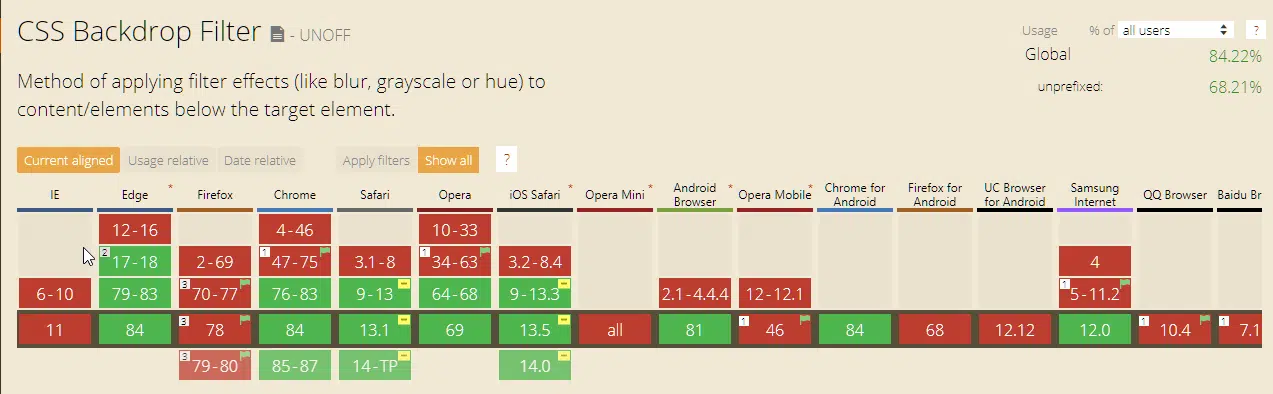 CSS Backdrop Filter - UNOFF
Usage % of all users ?
Global 84.22%
unprefixed: 68.21%
Method of applying filter effects (like blur, grayscale or hue) to
content/elements below the target element.
Current aligned Usage relative Date relative Apply filters Show all ?
IE Edge * Firefox Chrome Safari Opera iOS Safari * Opera Mini * Android Browser * Opera Mobile * Chrome for Android Firefox for Android UC Browser for Android Samsung Internet QQ Browser Baidu Br
12-16 4-46 10-33
2 17-18 2-69 1 47-75 3.1-8 1 34-63 3.2-8.4 4
6-10 79-83 3 70-77 76-83 9-13 64-68 9-13.3 2.1-4.4.4 12-12.1 1 5-11.2
11 84 3 78 84 13.1 69 13.5 all 81 1 46 84 68 12.12 12.0 1 10.4 1 7.1
3 79-80 85-87 14-TP 14.0